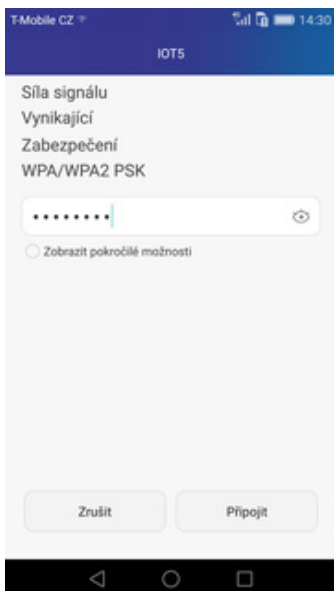 T-Mobile CZ
14:30
IOT5
Síla signálu
Vynikající
Zabezpečení
WPA/WPA2 PSK
Zobrazit pokročilé možnosti
Zrušit
Připojit